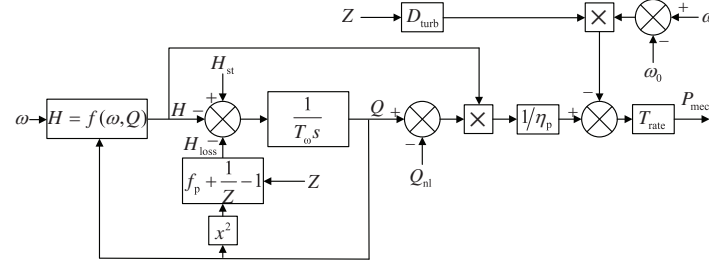 Z
D_turb
×
+
ω
−
ω_0
H_st
−
P_mec
ω
H = f(ω,Q)
H
−
+
1/(T_ω s)
Q
+
×
1/η_p
+
T_rate
H_loss
−
−
Q_nl
f_p + 1/Z − 1
Z
x^2